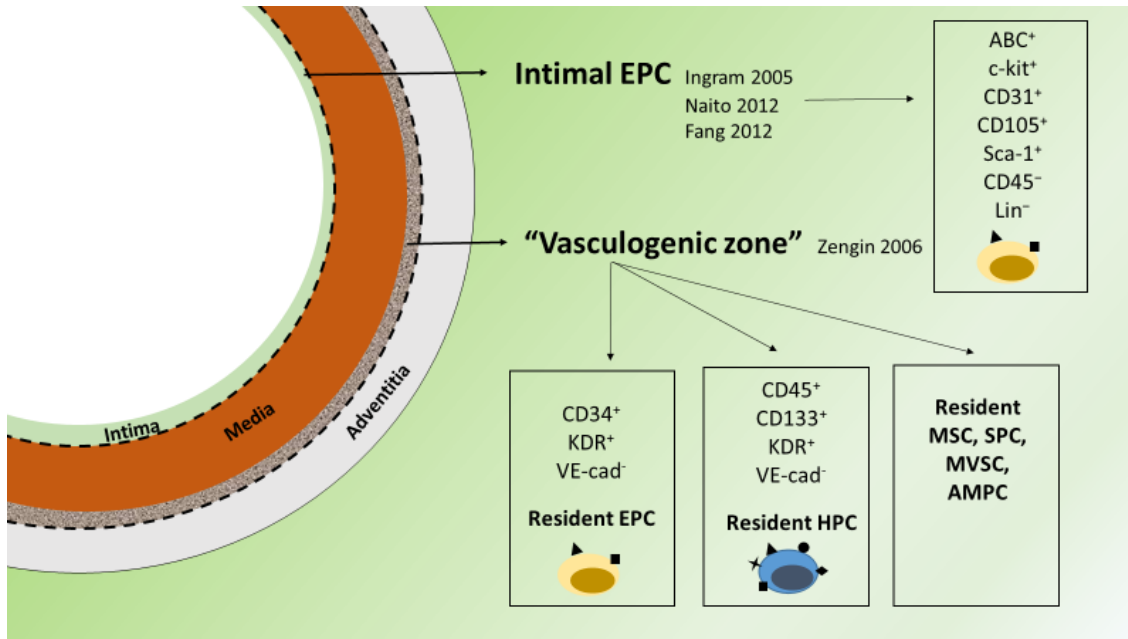 Intimal EPC
Ingram 2005
Naito 2012
Fang 2012
ABC⁺
c-kit⁺
CD31⁺
CD105⁺
Sca-1⁺
CD45⁻
Lin⁻
“Vasculogenic zone”
Zengin 2006
Intima
Media
Adventitia
CD34⁺
KDR⁺
VE-cad⁻
Resident EPC
CD45⁺
CD133⁺
KDR⁺
VE-cad⁻
Resident HPC
Resident
MSC, SPC,
MVSC,
AMPC